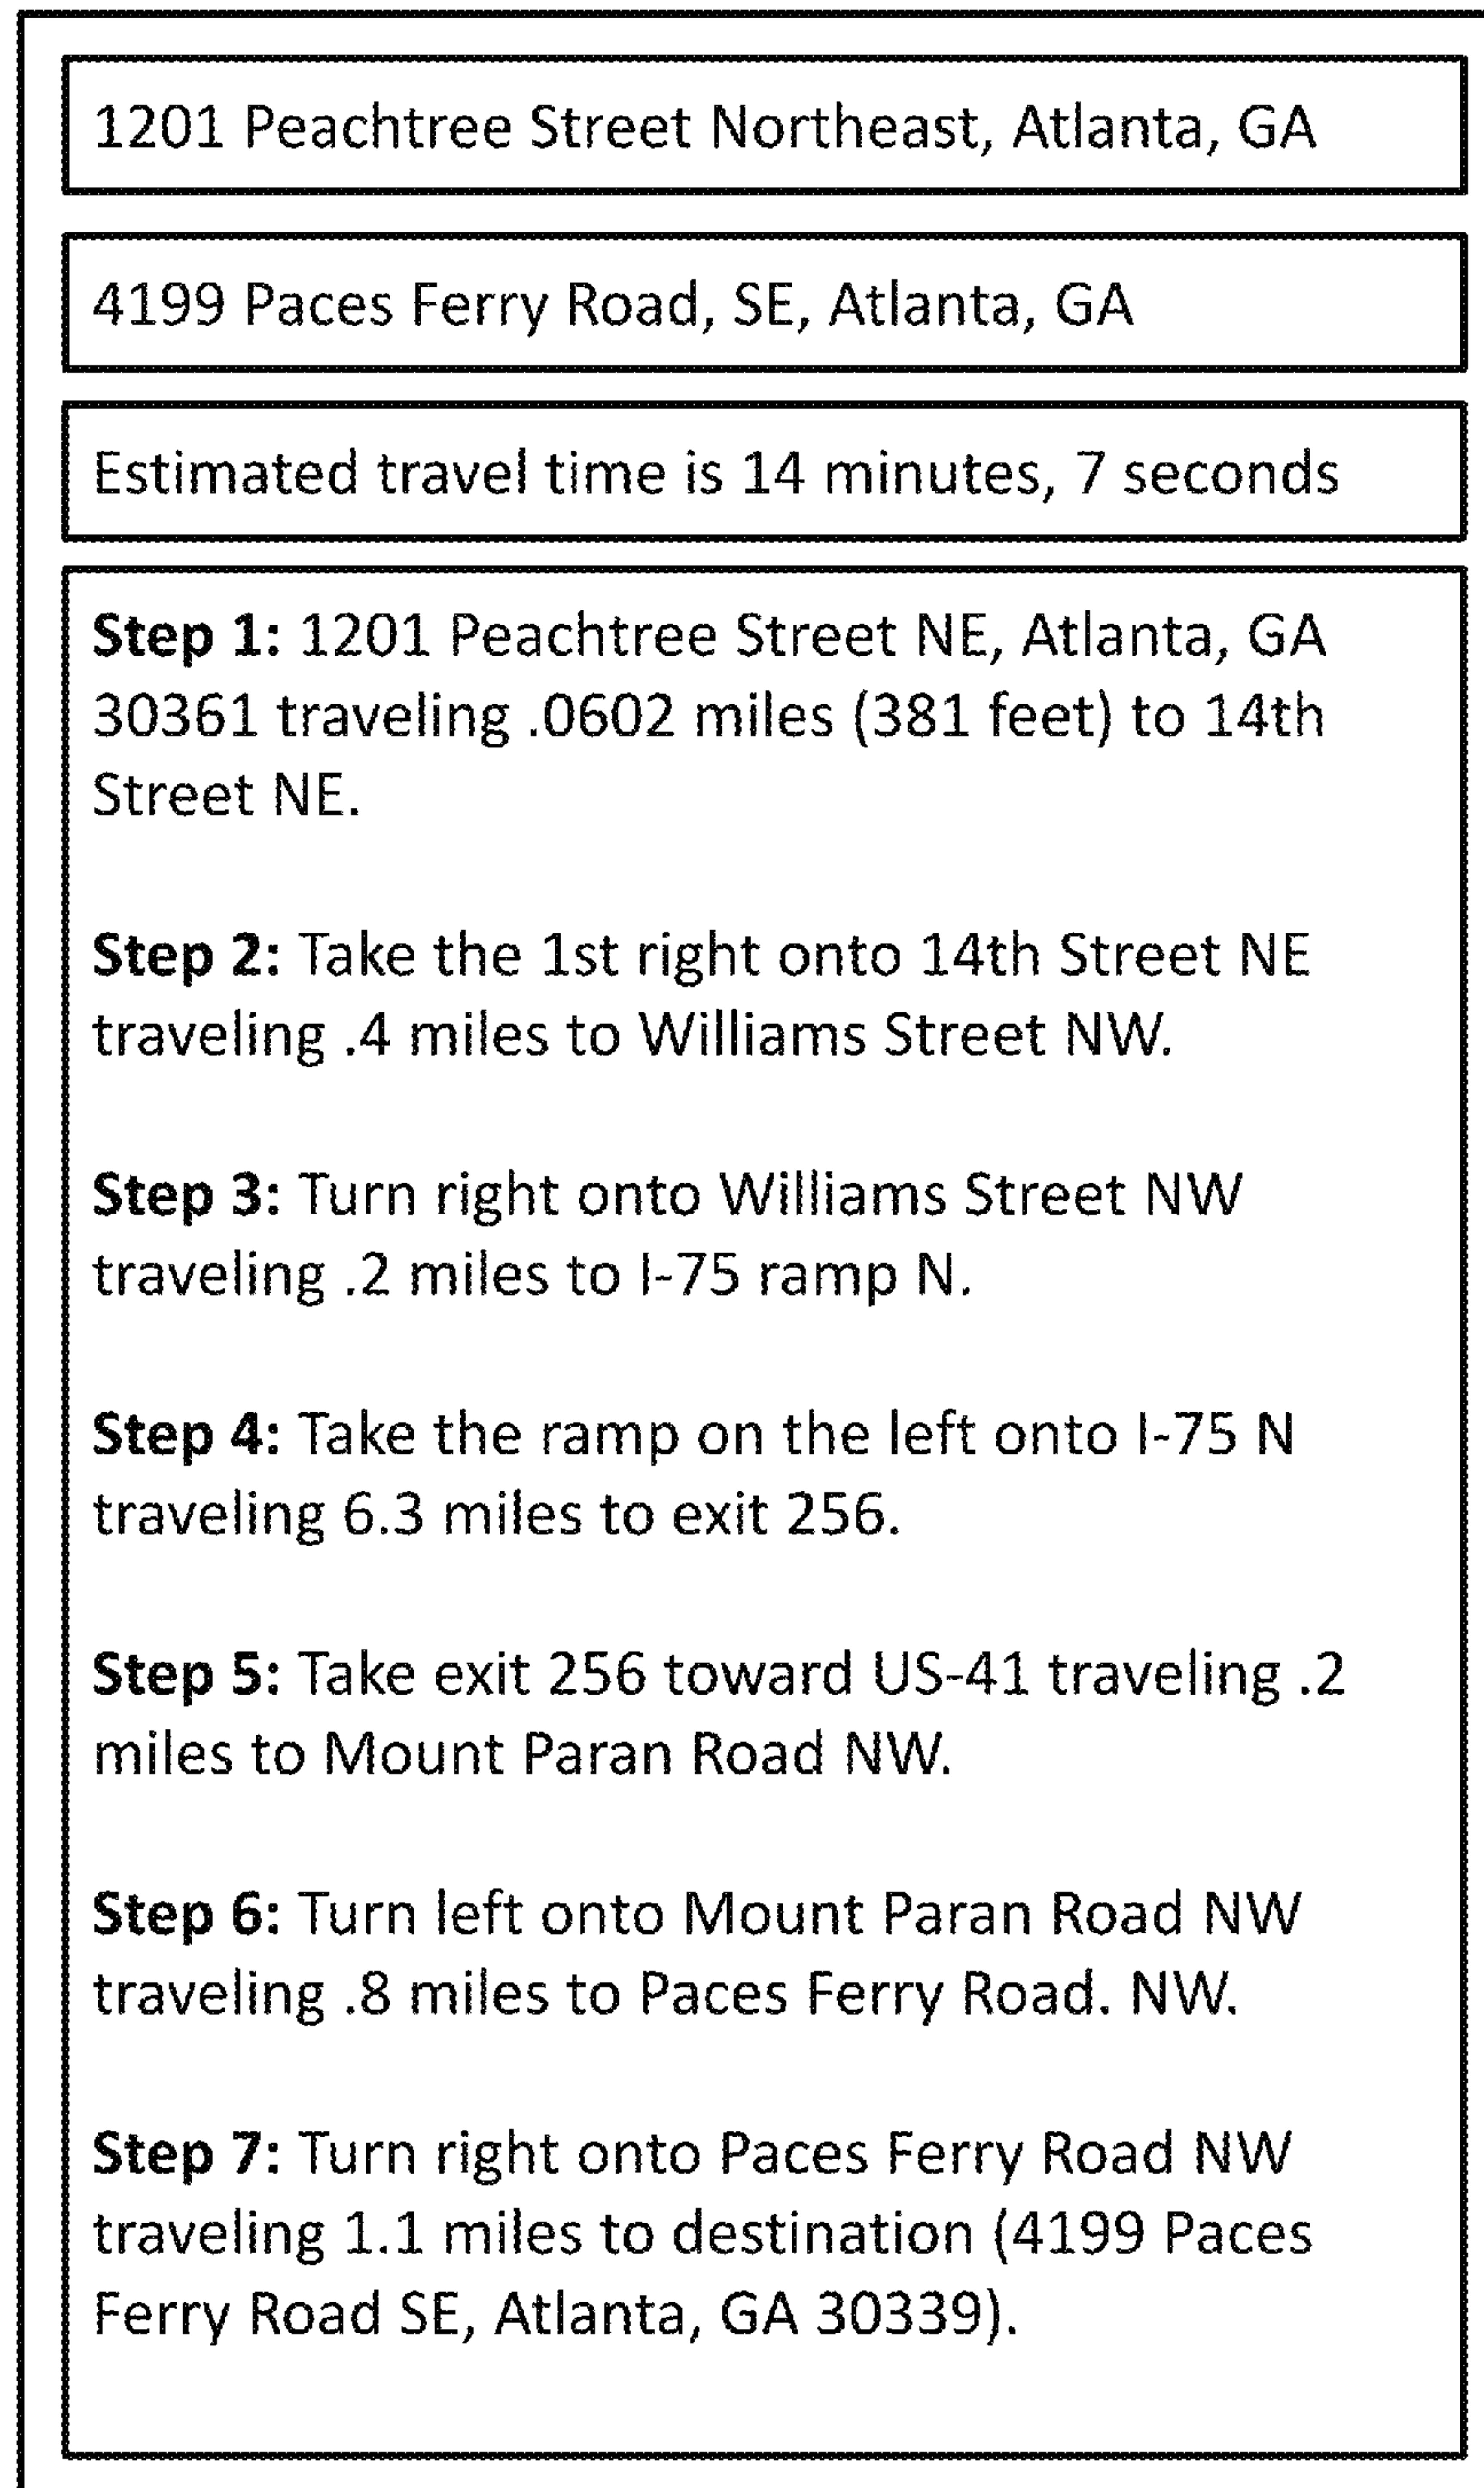 1201 Peachtree Street Northeast, Atlanta, GA
4199 Paces Ferry Road, SE, Atlanta, GA
Estimated travel time is 14 minutes, 7 seconds
Step 1: 1201 Peachtree Street NE, Atlanta, GA
30361 traveling .0602 miles (381 feet) to 14th
Street NE.
Step 2: Take the 1st right onto 14th Street NE
traveling .4 miles to Williams Street NW.
Step 3: Turn right onto Williams Street NW
traveling .2 miles to I-75 ramp N.
Step 4: Take the ramp on the left onto I-75 N
traveling 6.3 miles to exit 256.
Step 5: Take exit 256 toward US-41 traveling .2
miles to Mount Paran Road NW.
Step 6: Turn left onto Mount Paran Road NW
traveling .8 miles to Paces Ferry Road. NW.
Step 7: Turn right onto Paces Ferry Road NW
traveling 1.1 miles to destination (4199 Paces
Ferry Road SE, Atlanta, GA 30339).